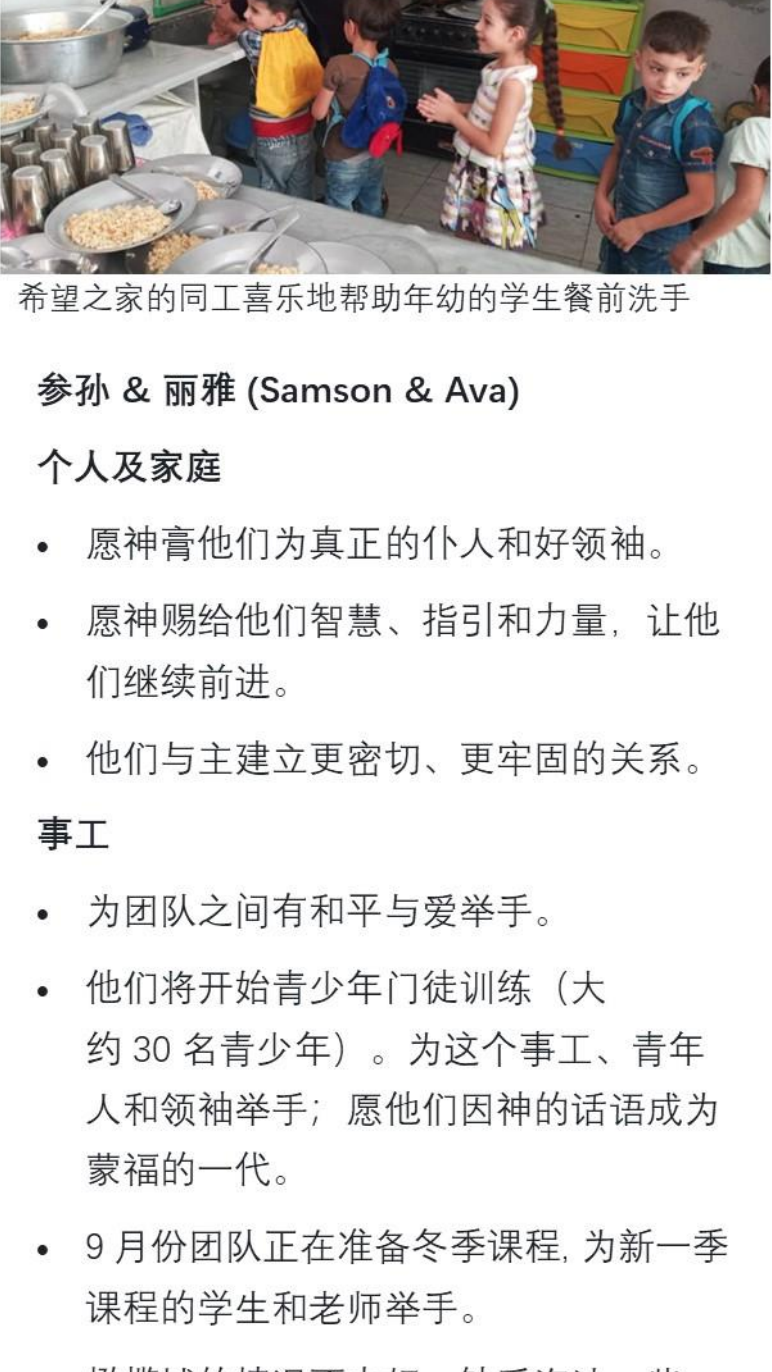 希望之家的同工喜乐地帮助年幼的学生餐前洗手
参孙 & 丽雅 (Samson & Ava)
个人及家庭
• 愿神膏他们为真正的仆人和好领袖。
• 愿神赐给他们智慧、指引和力量，让他
们继续前进。
• 他们与主建立更密切、更牢固的关系。
事工
• 为团队之间有和平与爱举手。
• 他们将开始青少年门徒训练（大
约 30 名青少年）。为这个事工、青年
人和领袖举手；愿他们因神的话语成为
蒙福的一代。
• 9 月份团队正在准备冬季课程, 为新一季
课程的学生和老师举手。